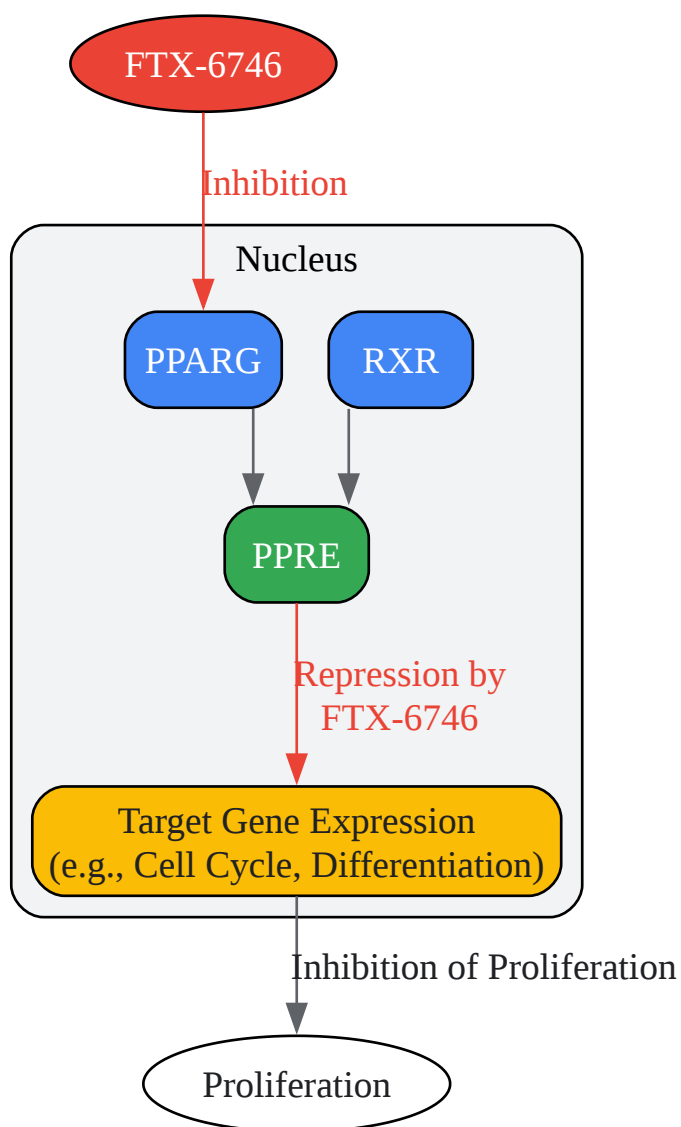 FTX-6746
Inhibition
Nucleus
PPARG
RXR
PPRE
Repression by
FTX-6746
Target Gene Expression
(e.g., Cell Cycle, Differentiation)
Inhibition of Proliferation
Proliferation